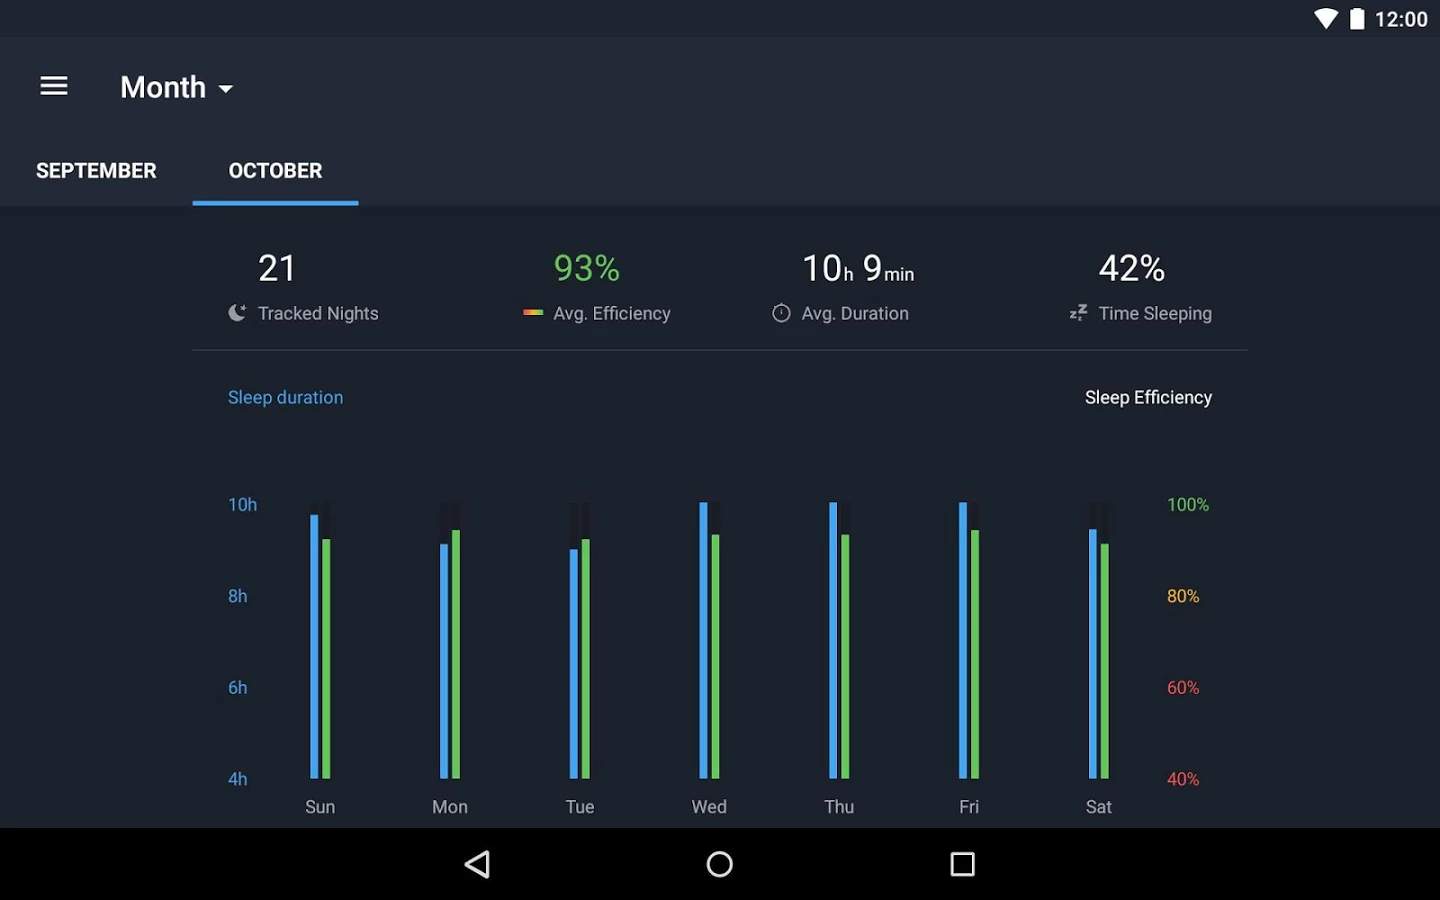 12:00
Month
SEPTEMBER OCTOBER
21 93% 10h 9min 42%
Tracked Nights Avg. Efficiency Avg. Duration Time Sleeping
Sleep duration Sleep Efficiency
10h 100%
8h 80%
6h 60%
4h 40%
Sun Mon Tue Wed Thu Fri Sat